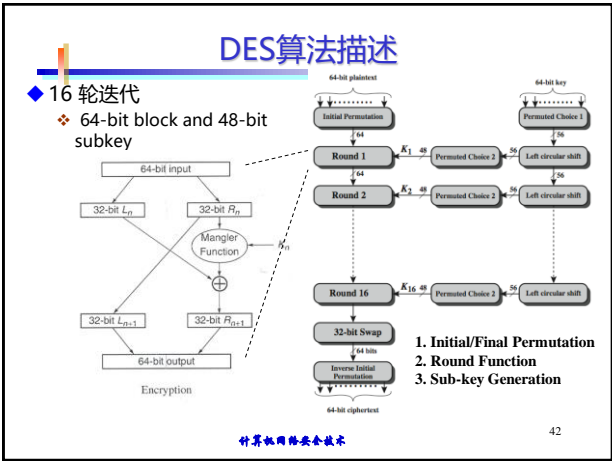 DES算法描述
16 轮迭代
64-bit block and 48-bit
subkey
64-bit input
32-bit Ln
32-bit Rn
Mangler
Function
Kn
32-bit Ln+1
32-bit Rn+1
64-bit output
Encryption
64-bit plaintext
64-bit key
Initial Permutation
Permuted Choice 1
64
56
Round 1
K1
48
Permuted Choice 2
56
Left circular shift
64
56
Round 2
K2
48
Permuted Choice 2
56
Left circular shift
Round 16
K16
48
Permuted Choice 2
56
Left circular shift
32-bit Swap
64 bits
Inverse Initial
Permutation
64-bit ciphertext
1. Initial/Final Permutation
2. Round Function
3. Sub-key Generation
计算机网络安全技术
42